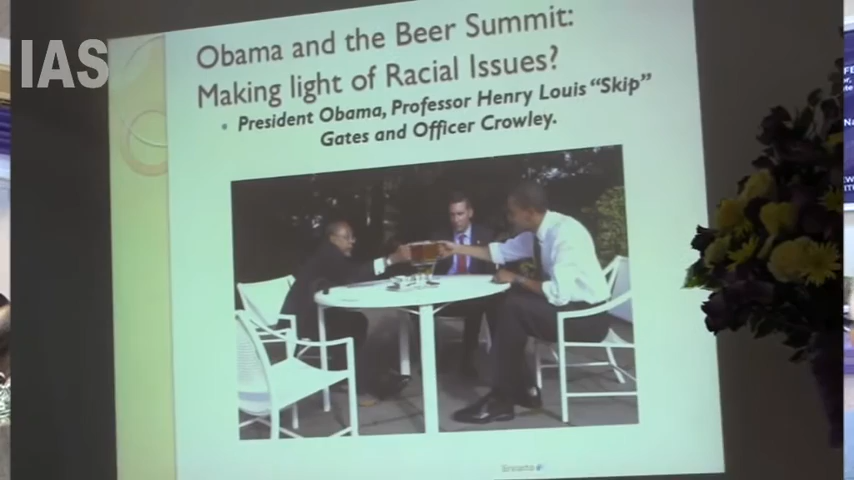 IAS
Obama and the Beer Summit:
Making light of Racial Issues?
• President Obama, Professor Henry Louis “Skip”
Gates and Officer Crowley.